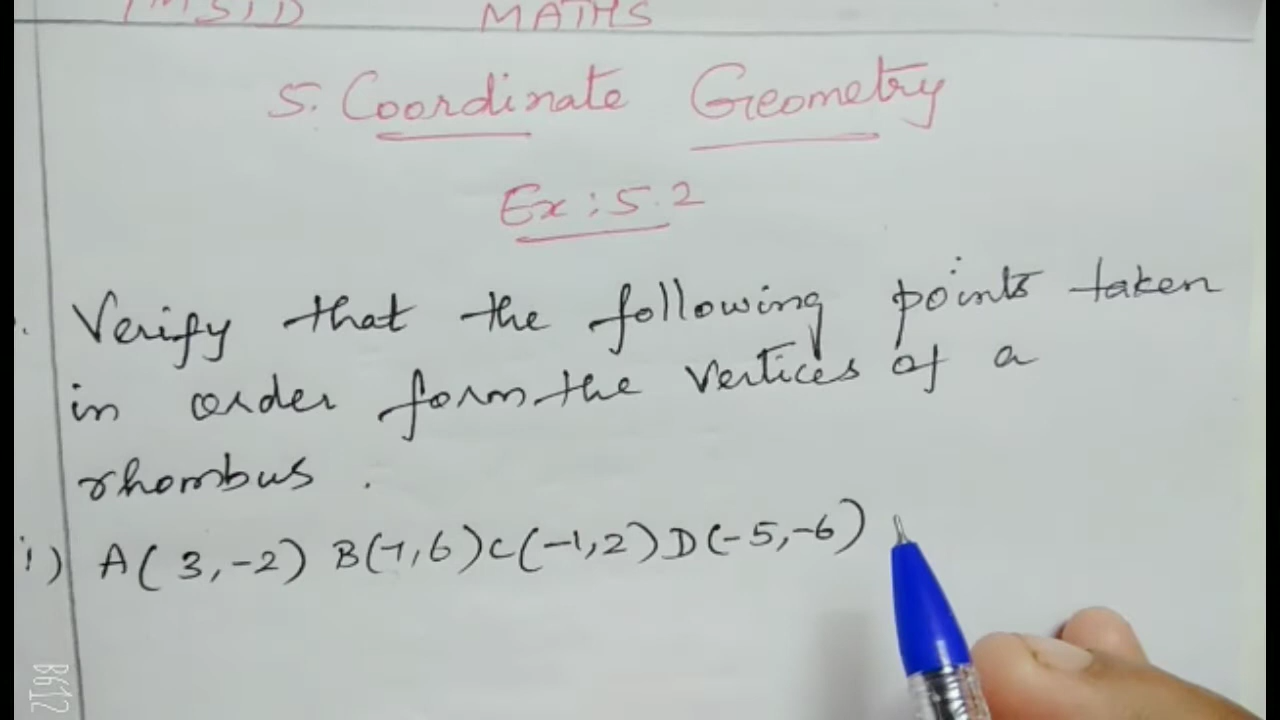 MATHS
5. Coordinate Geometry
Ex : 5.2
Verify that the following points taken
in order form the vertices of a
rhombus .
i) A(3,-2) B(7,6) C(-1,2) D(-5,-6)
B612